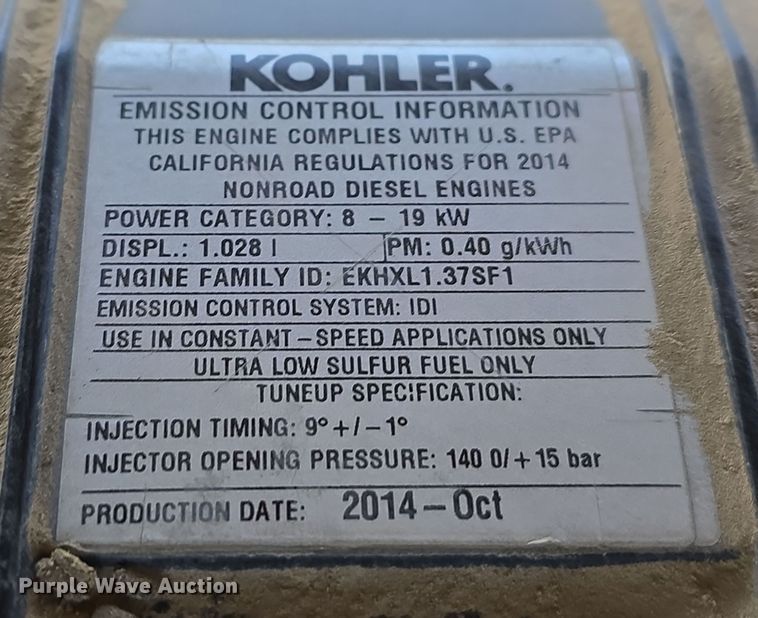 KOHLER.
EMISSION CONTROL INFORMATION
THIS ENGINE COMPLIES WITH U.S. EPA
CALIFORNIA REGULATIONS FOR 2014
NONROAD DIESEL ENGINES
POWER CATEGORY: 8 – 19 kW
DISPL.: 1.028 l PM: 0.40 g/kWh
ENGINE FAMILY ID: EKHXL1.37SF1
EMISSION CONTROL SYSTEM: IDI
USE IN CONSTANT – SPEED APPLICATIONS ONLY
ULTRA LOW SULFUR FUEL ONLY
TUNEUP SPECIFICATION:
INJECTION TIMING: 9° + / – 1°
INJECTOR OPENING PRESSURE: 140 0/ + 15 bar
PRODUCTION DATE: 2014 – Oct
Purple Wave Auction